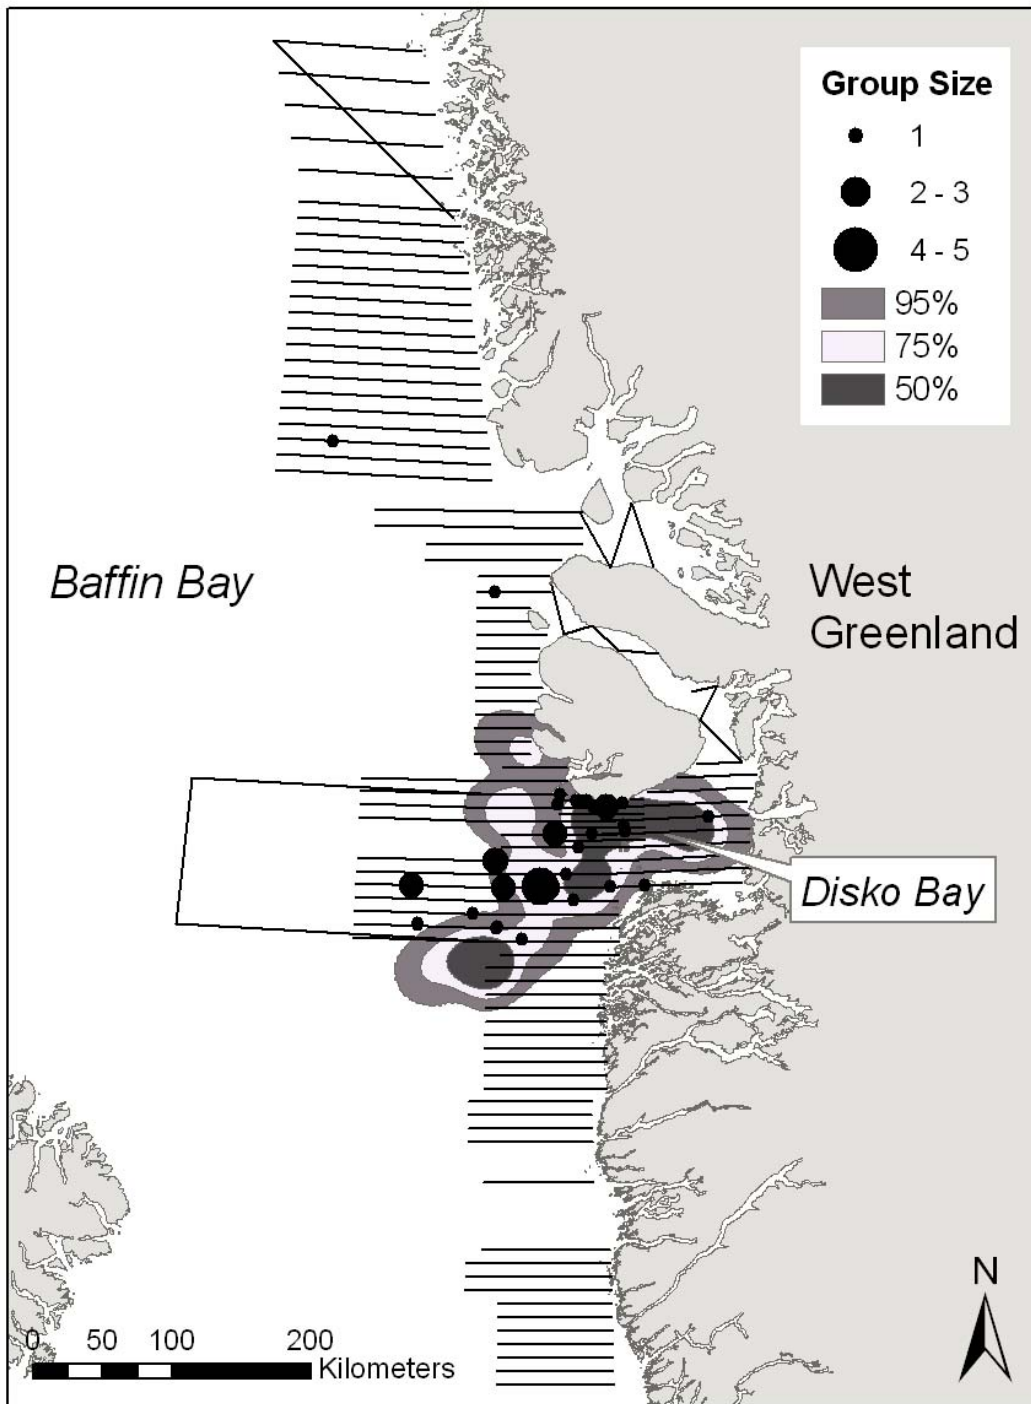 Group Size
1
2 - 3
4 - 5
95%
75%
50%
Baffin Bay
West
Greenland
Disko Bay
N
0 50 100 200
Kilometers